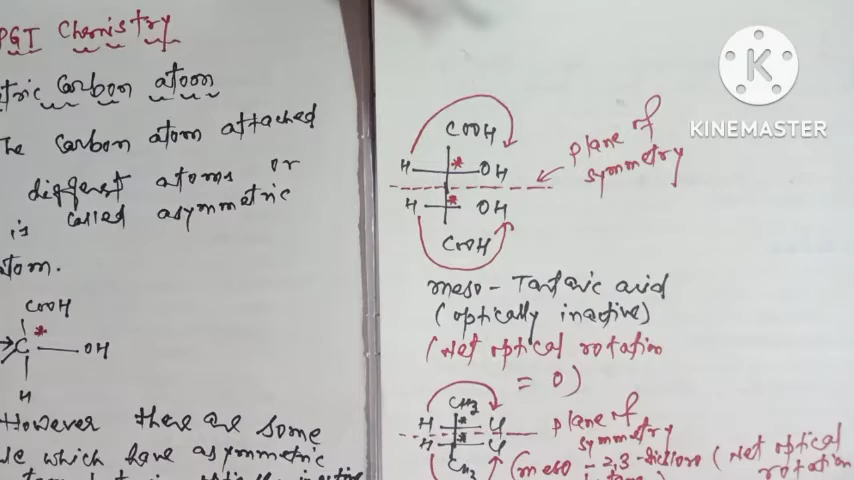 PGT Chemistry
tric Carbon atom
The Carbon atom attached
different atoms or
is called asymmetric
atom.
COOH
*
C OH
H
However there are some
which have asymmetric
COOH
H * OH
plane of
symmetry
H * OH
COOH
meso - Tartaric acid
(optically inactive)
(Net optical rotation
= 0)
CH3
H * Cl
H * Cl
CH3
plane of
symmetry
(meso - 2,3-dichloro (Net optical
rotation
K
KINEMASTER